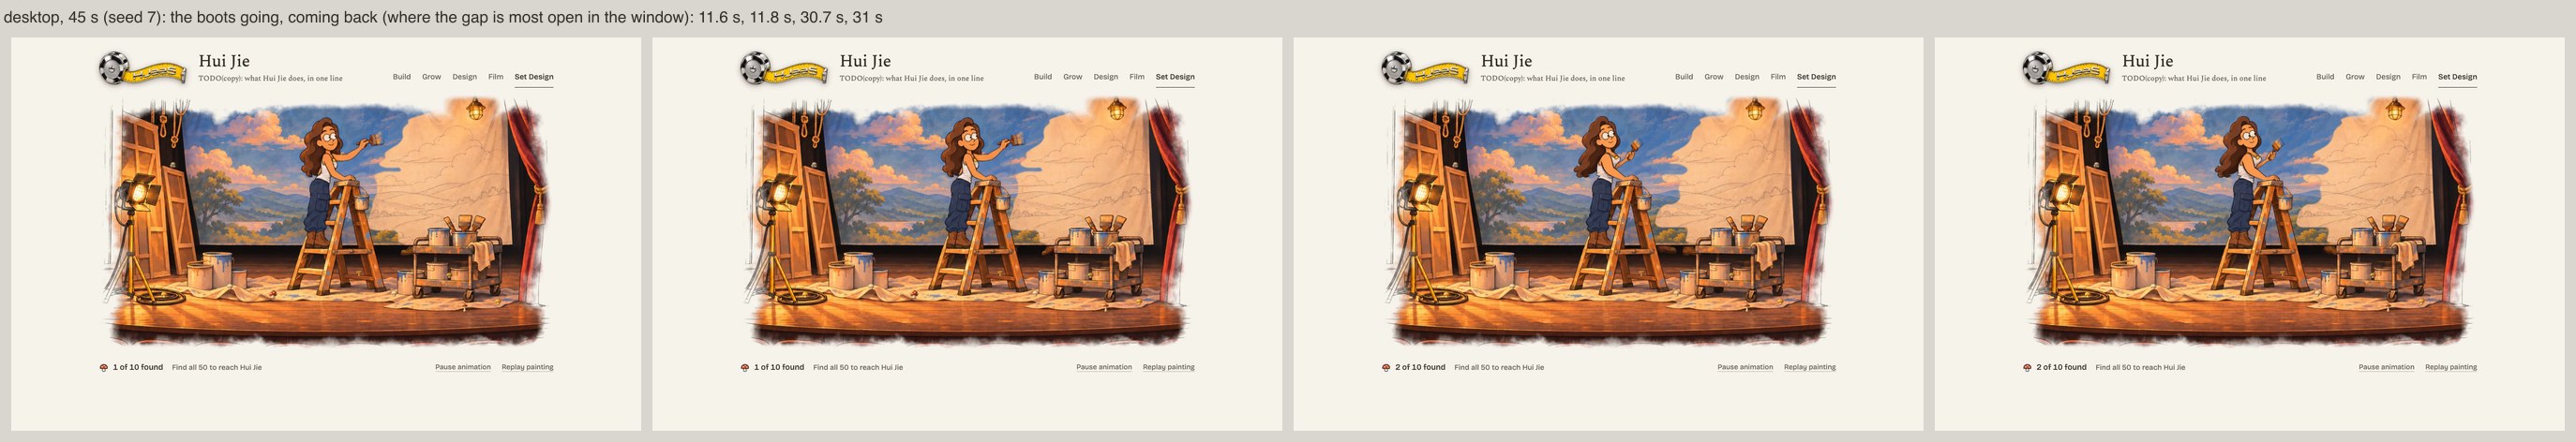 desktop, 45 s (seed 7): the boots going, coming back (where the gap is most open in the window): 11.6 s, 11.8 s, 30.7 s, 31 s
Hui Jie
TODO(copy): what Hui Jie does, in one line
Build Grow Design Film Set Design
1 of 10 found Find all 50 to reach Hui Jie
Pause animation Replay painting
Hui Jie
TODO(copy): what Hui Jie does, in one line
Build Grow Design Film Set Design
1 of 10 found Find all 50 to reach Hui Jie
Pause animation Replay painting
Hui Jie
TODO(copy): what Hui Jie does, in one line
Build Grow Design Film Set Design
2 of 10 found Find all 50 to reach Hui Jie
Pause animation Replay painting
Hui Jie
TODO(copy): what Hui Jie does, in one line
Build Grow Design Film Set Design
2 of 10 found Find all 50 to reach Hui Jie
Pause animation Replay painting